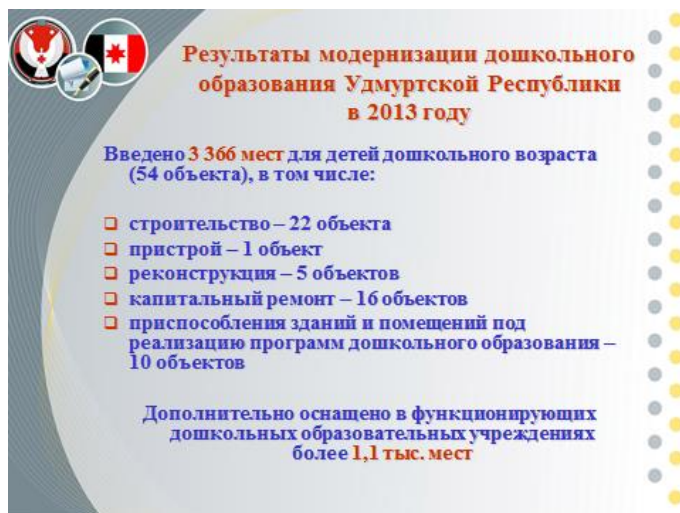 Результаты модернизации дошкольного
образования Удмуртской Республики
в 2013 году
Введено 3 366 мест для детей дошкольного возраста
(54 объекта), в том числе:
строительство – 22 объекта
пристрой – 1 объект
реконструкция – 5 объектов
капитальный ремонт – 16 объектов
приспособления зданий и помещений под
реализацию программ дошкольного образования –
10 объектов
Дополнительно оснащено в функционирующих
дошкольных образовательных учреждениях
более 1,1 тыс. мест